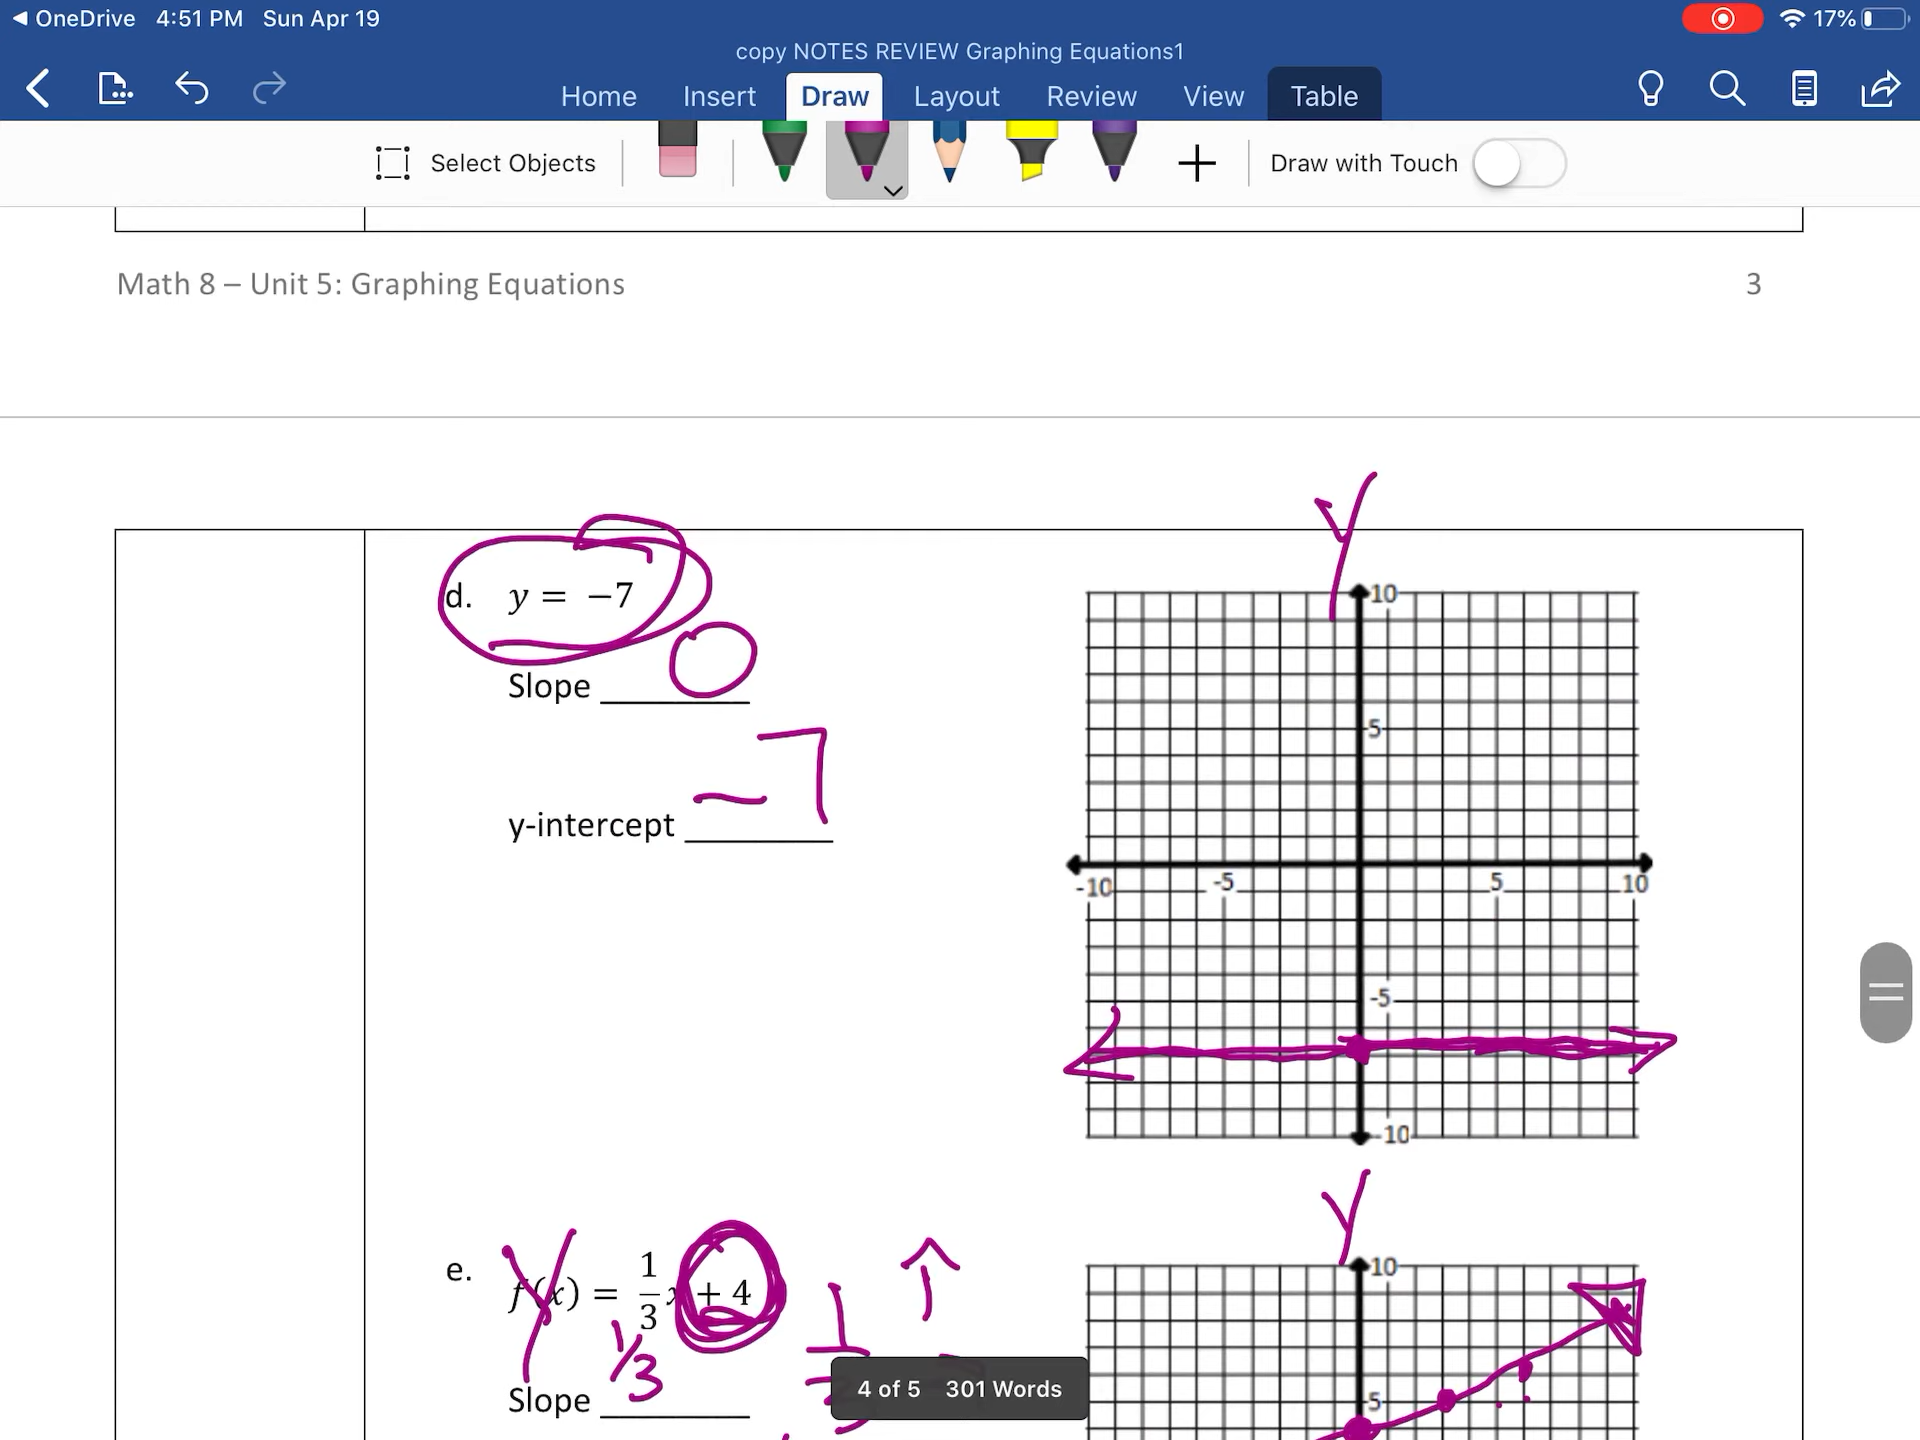 OneDrive 4:51 PM Sun Apr 19 17%
copy NOTES REVIEW Graphing Equations1
Home Insert Draw Layout Review View Table
Select Objects Draw with Touch
Math 8 – Unit 5: Graphing Equations 3
y
d. y = −7
10
Slope 0
5
-7
y-intercept
-10 -5 5 10
-5
-10
y
e. y f(x) = 1/3 x + 4
10
1/3
Slope
1
5
4 of 5 301 Words